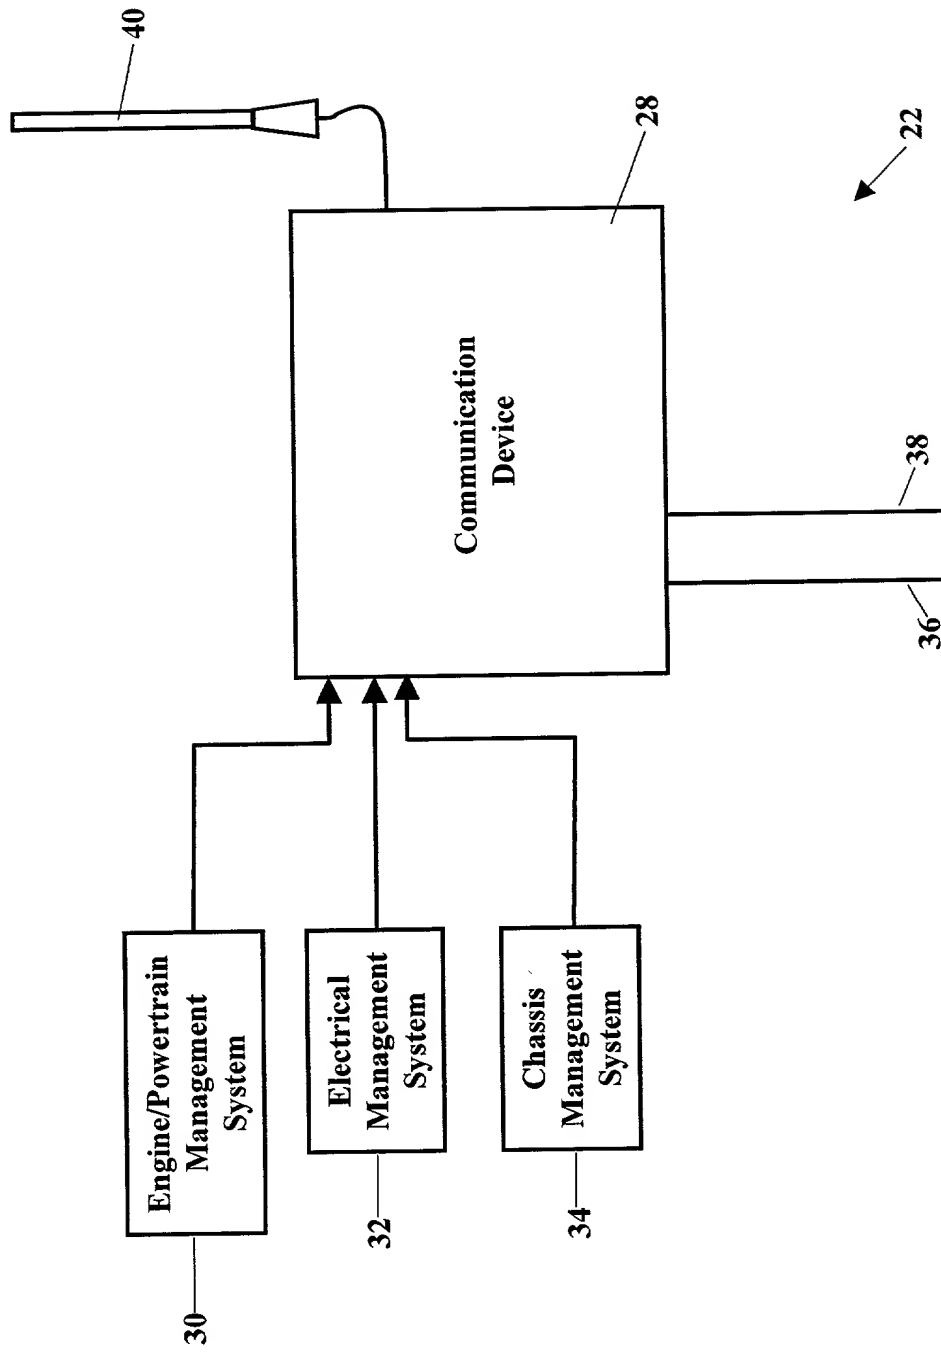 40
Engine/Powertrain
Management
System
30
Electrical
Management
System
32
Chassis
Management
System
34
Communication
Device
28
36
38
22